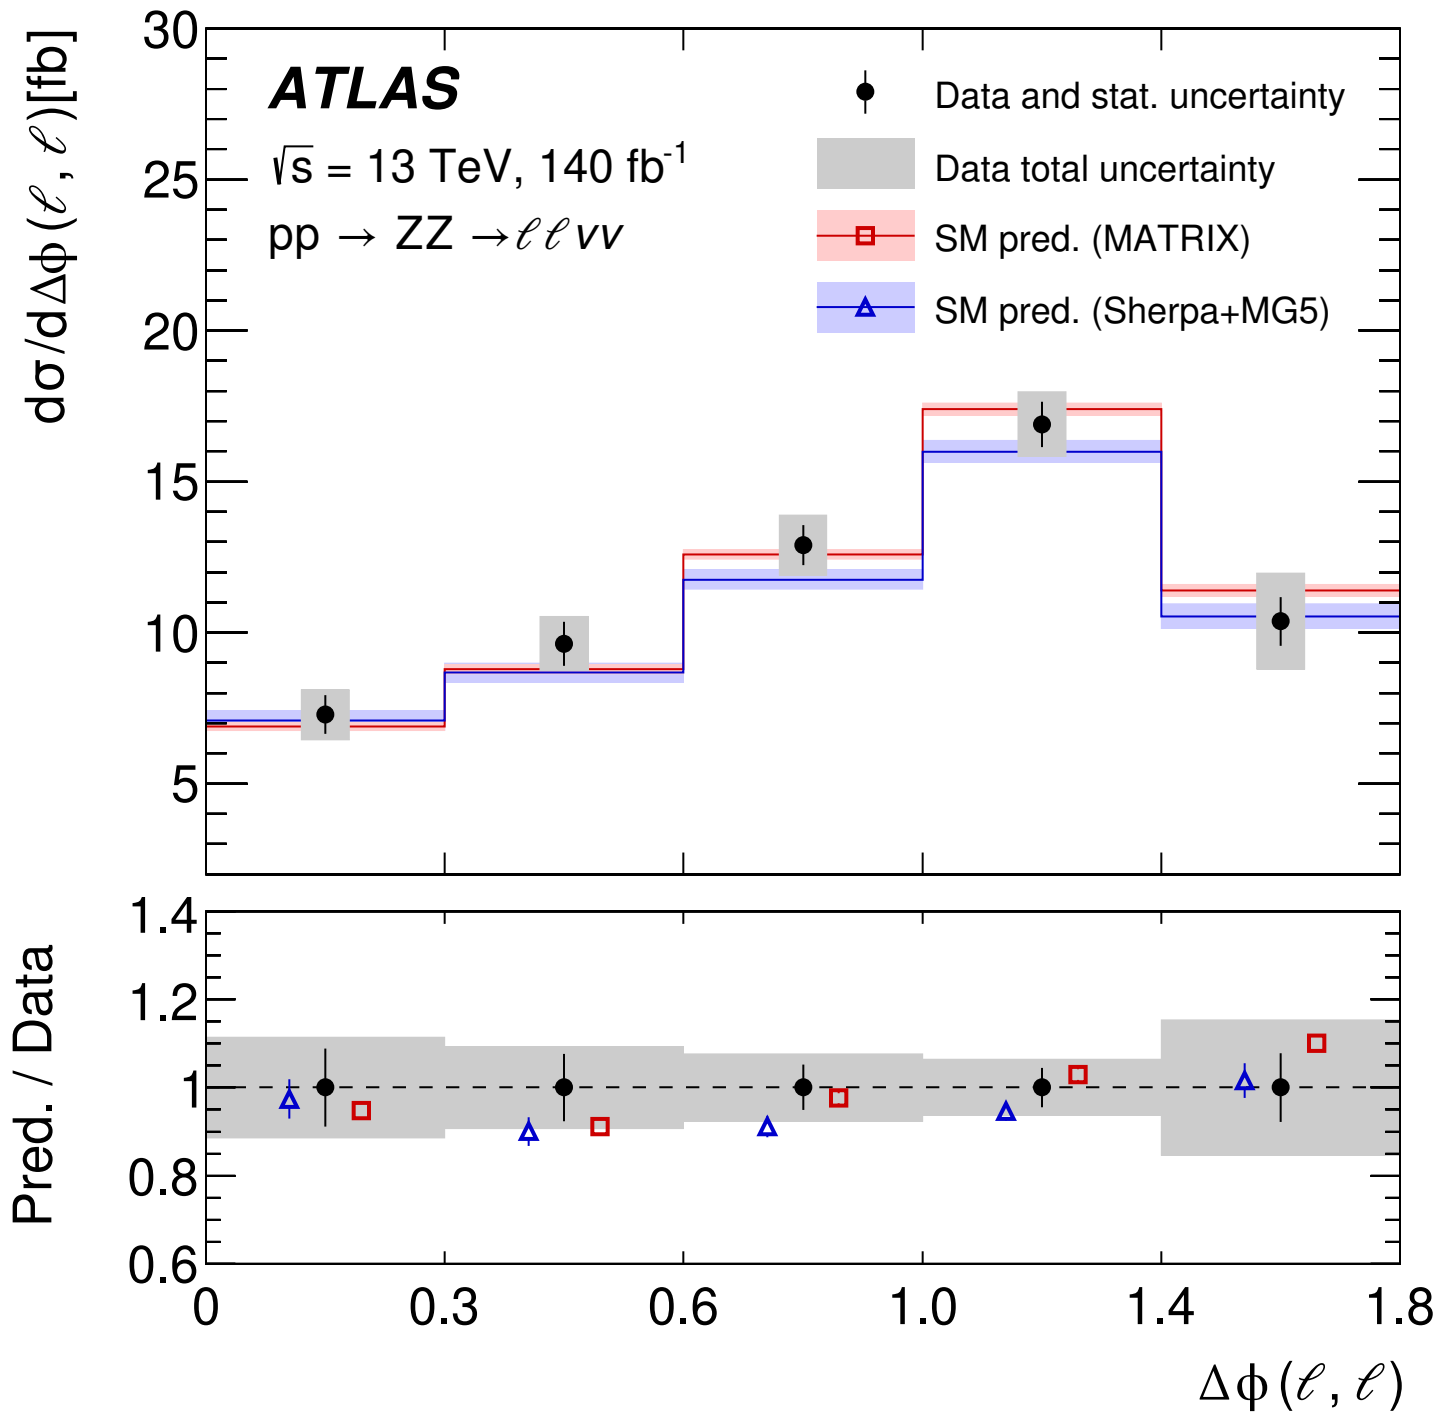 dσ/dΔϕ(ℓ, ℓ)[fb]
30
25
20
15
10
5
ATLAS
√s = 13 TeV, 140 fb⁻¹
pp → ZZ →ℓℓνν
Data and stat. uncertainty
Data total uncertainty
SM pred. (MATRIX)
SM pred. (Sherpa+MG5)
Pred. / Data
1.4
1.2
1
0.8
0.6
0 0.3 0.6 1.0 1.4 1.8
Δϕ(ℓ, ℓ)